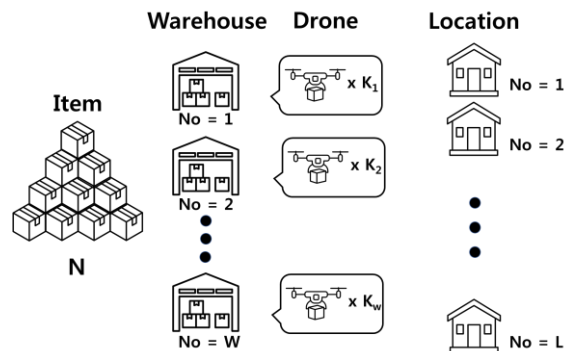 Warehouse
Drone
Location
Item
N
No = 1
x K₁
No = 1
No = 2
x K₂
No = 2
No = W
x Kw
No = L